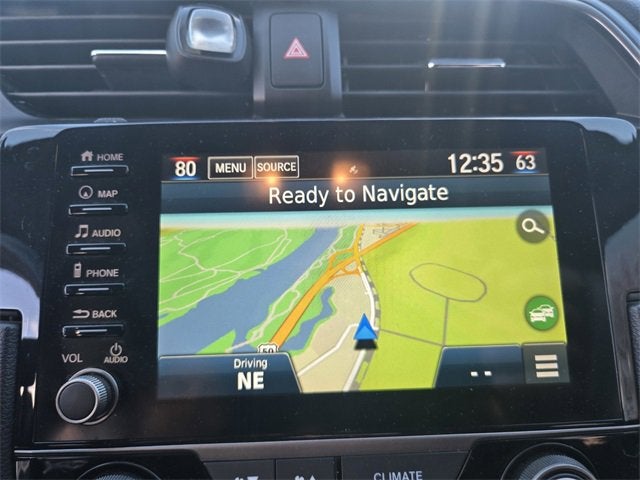 HOME
80 MENU SOURCE 12:35 63
MAP
Ready to Navigate
AUDIO
PHONE
BACK
50
VOL AUDIO
Driving
NE
--
CLIMATE